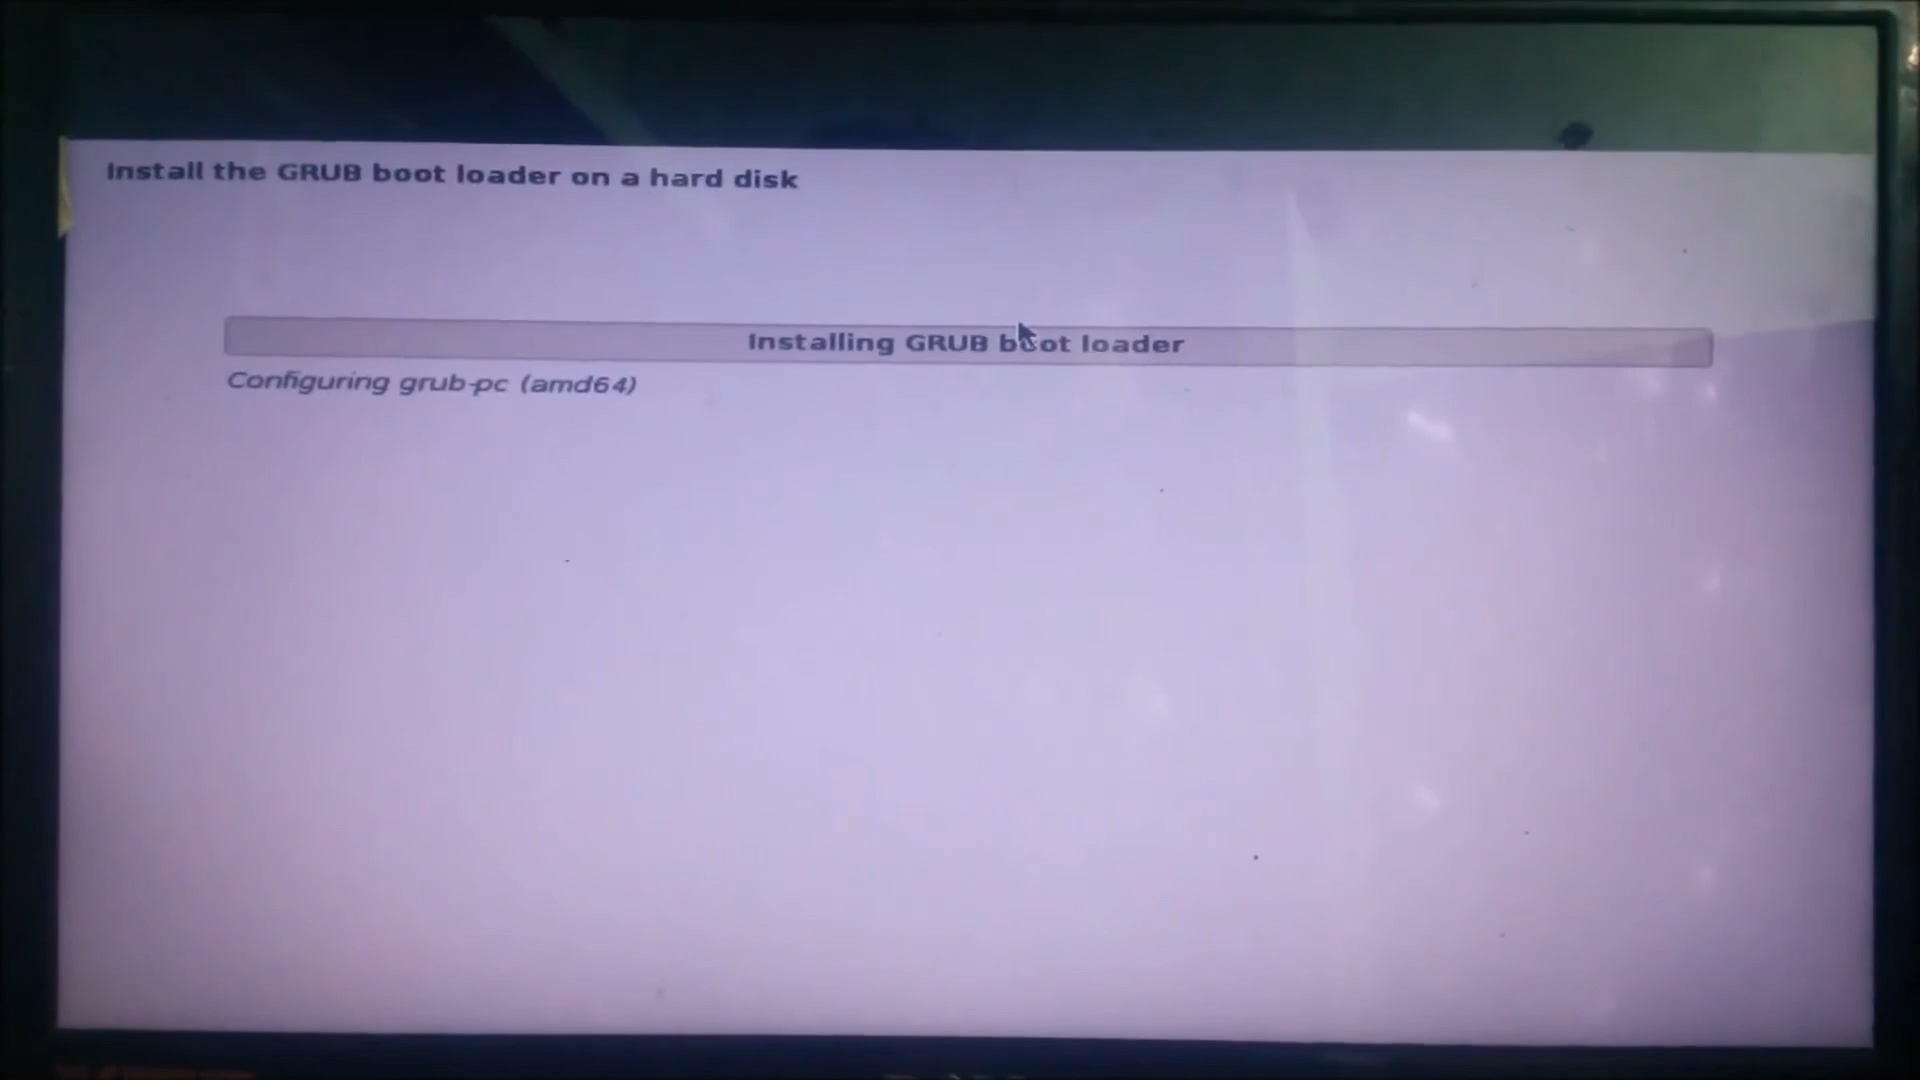 Install the GRUB boot loader on a hard disk
Installing GRUB boot loader
Configuring grub-pc (amd64)